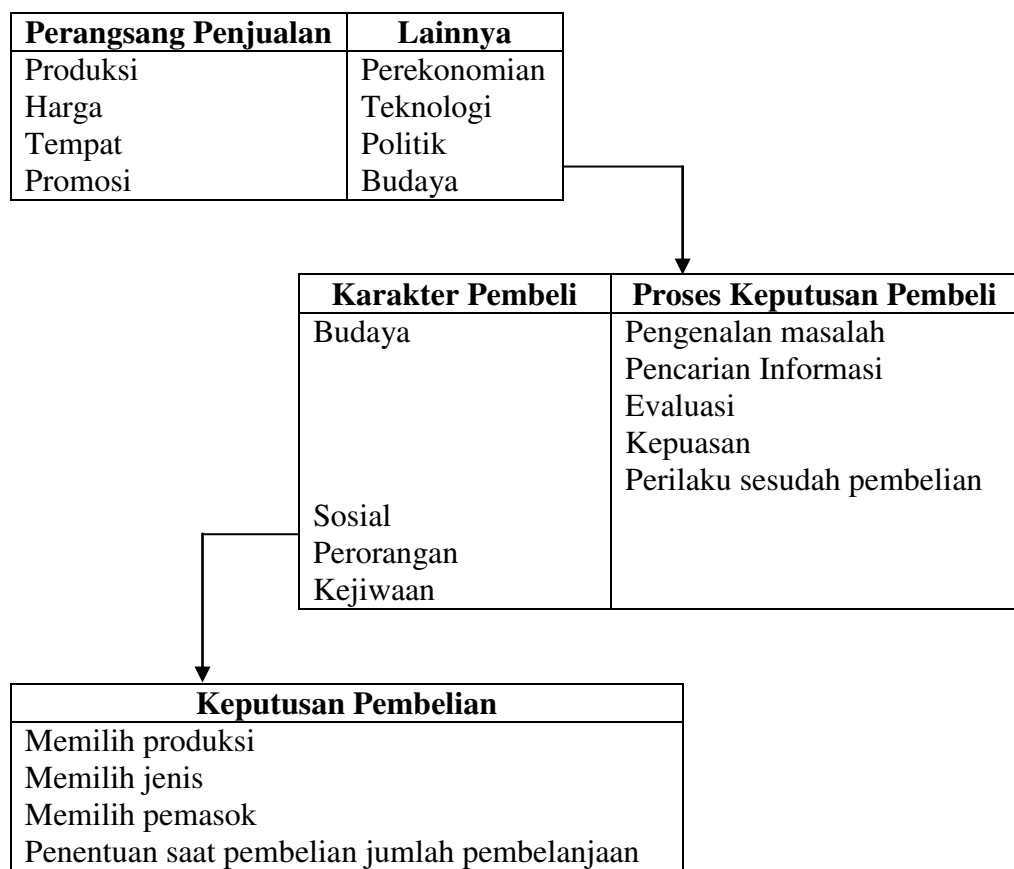 Perangsang Penjualan Lainnya
Produksi Perekonomian
Harga Teknologi
Tempat Politik
Promosi Budaya
Karakter Pembeli Proses Keputusan Pembeli
Budaya Pengenalan masalah
Pencarian Informasi
Evaluasi
Kepuasan
Perilaku sesudah pembelian
Sosial
Perorangan
Kejiwaan
Keputusan Pembelian
Memilih produksi
Memilih jenis
Memilih pemasok
Penentuan saat pembelian jumlah pembelanjaan